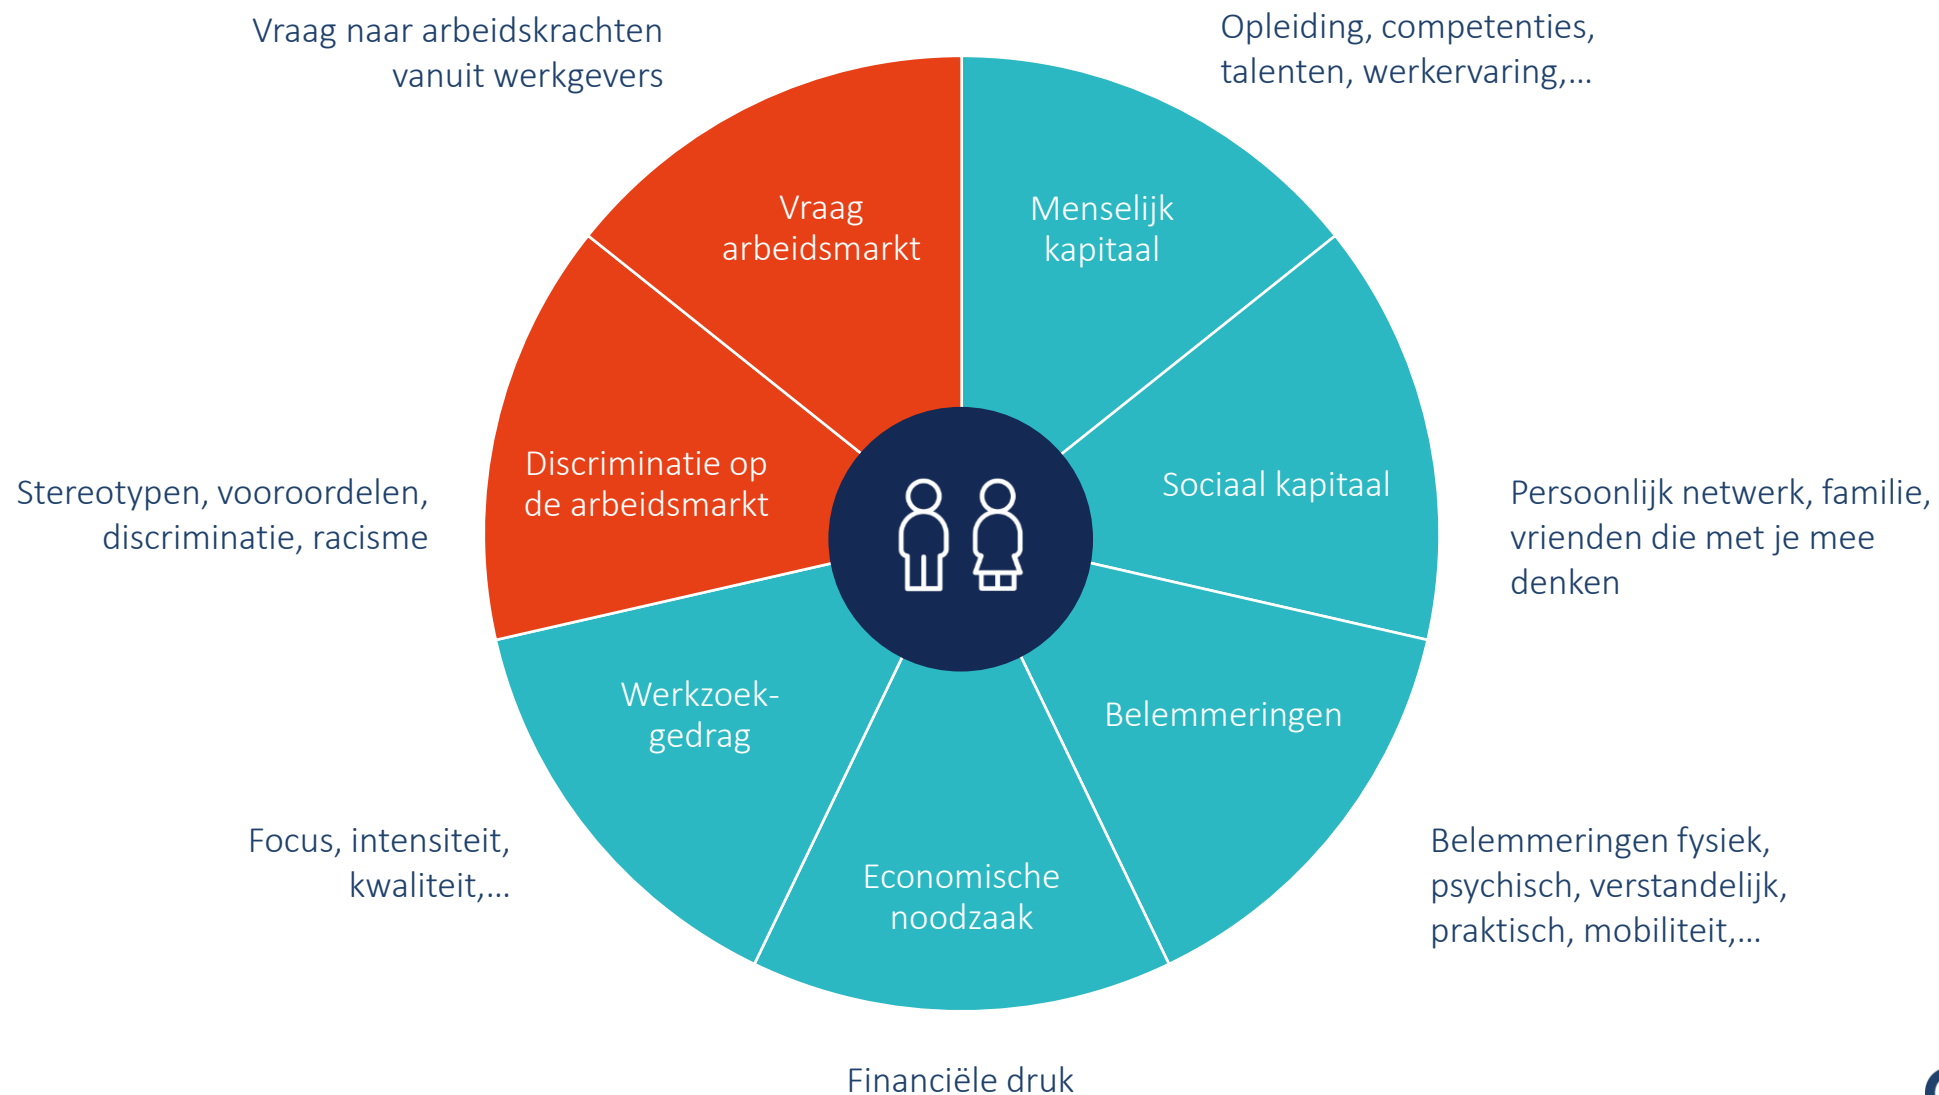 Vraag naar arbeidskrachten
vanuit werkgevers
Opleiding, competenties,
talenten, werkervaring,...
Vraag
arbeidsmarkt
Menselijk
kapitaal
Discriminatie op
de arbeidsmarkt
Sociaal kapitaal
Stereotypen, vooroordelen,
discriminatie, racisme
Persoonlijk netwerk, familie,
vrienden die met je mee
denken
Werkzoek-
gedrag
Belemmeringen
Focus, intensiteit,
kwaliteit,...
Economische
noodzaak
Belemmeringen fysiek,
psychisch, verstandelijk,
praktisch, mobiliteit,...
Financiële druk